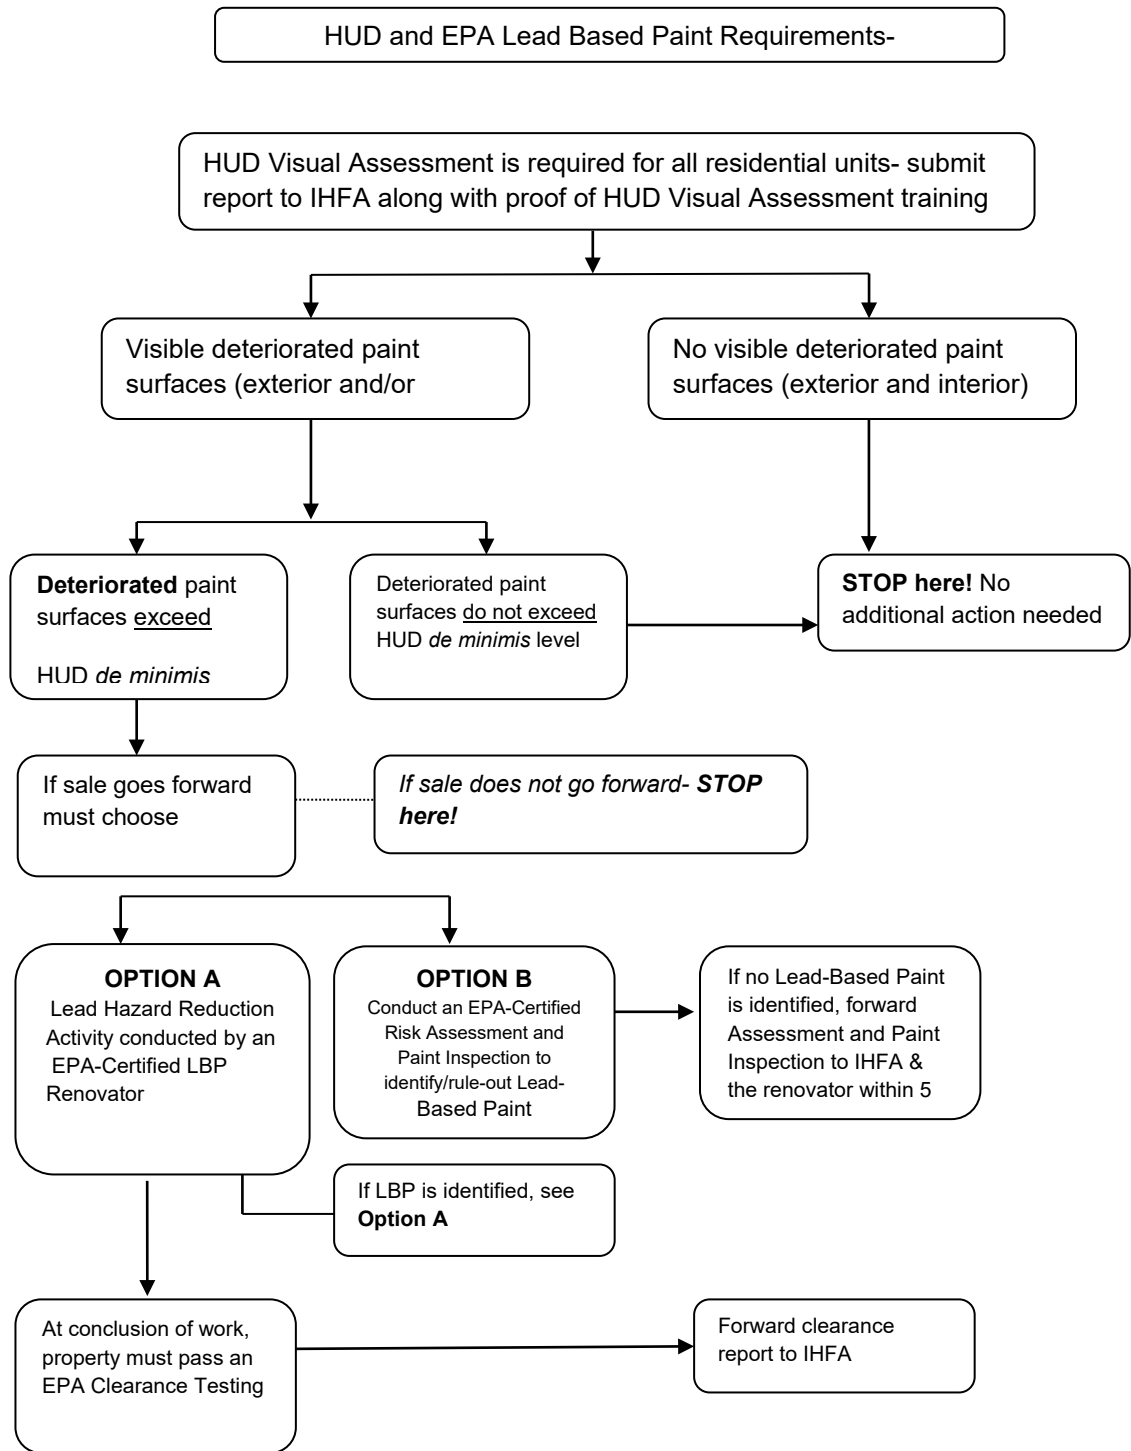 HUD and EPA Lead Based Paint Requirements-
HUD Visual Assessment is required for all residential units- submit
report to IHFA along with proof of HUD Visual Assessment training
Visible deteriorated paint
surfaces (exterior and/or
No visible deteriorated paint
surfaces (exterior and interior)
Deteriorated paint
surfaces exceed
HUD de minimis
Deteriorated paint
surfaces do not exceed
HUD de minimis level
STOP here! No
additional action needed
If sale goes forward
must choose
If sale does not go forward- STOP
here!
OPTION A
Lead Hazard Reduction
Activity conducted by an
EPA-Certified LBP
Renovator
OPTION B
Conduct an EPA-Certified
Risk Assessment and
Paint Inspection to
identify/rule-out Lead-
Based Paint
If no Lead-Based Paint
is identified, forward
Assessment and Paint
Inspection to IHFA &
the renovator within 5
If LBP is identified, see
Option A
At conclusion of work,
property must pass an
EPA Clearance Testing
Forward clearance
report to IHFA